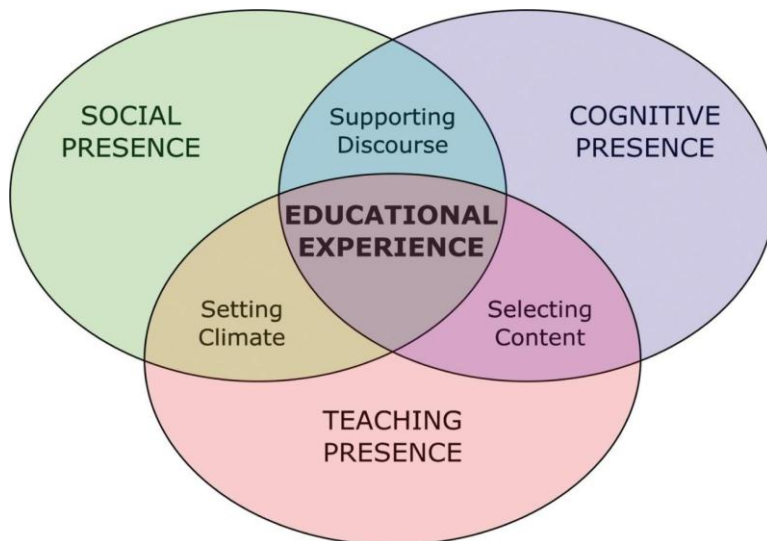 SOCIAL
PRESENCE
Supporting
Discourse
COGNITIVE
PRESENCE
EDUCATIONAL
EXPERIENCE
Setting
Climate
Selecting
Content
TEACHING
PRESENCE